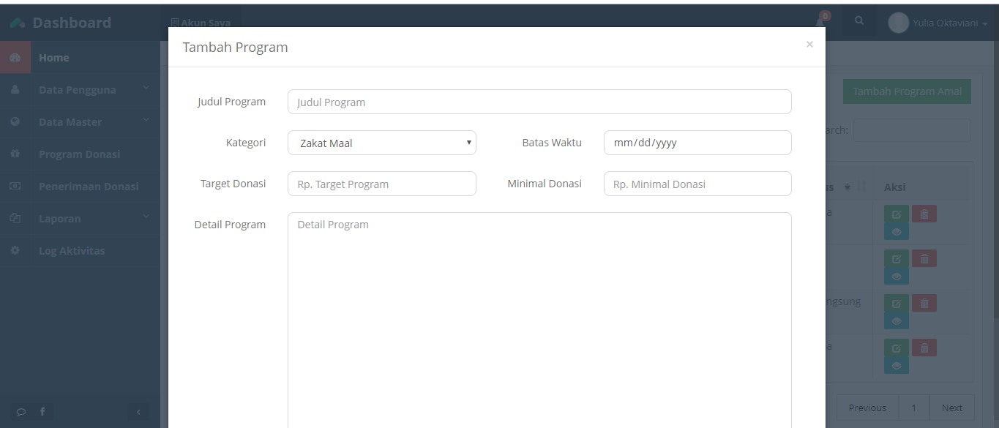 Dashboard
Akun Saya
0
Yulia Oktaviani
Home
Data Pengguna
Data Master
Program Donasi
Penerimaan Donasi
Laporan
Log Aktivitas
Tambah Program
×
Judul Program
Judul Program
Kategori
Zakat Maal
Batas Waktu
mm/dd/yyyy
Target Donasi
Rp. Target Program
Minimal Donasi
Rp. Minimal Donasi
Detail Program
Detail Program
Tambah Program Amal
arch:
us
Aksi
a
ngsung
a
Previous
1
Next